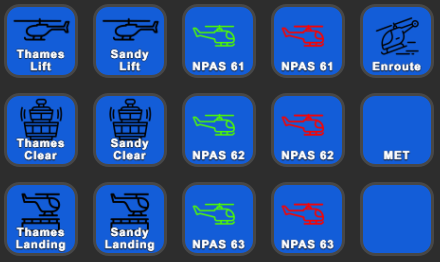 Thames
Lift
Sandy
Lift
NPAS 61
NPAS 61
Enroute
Thames
Clear
Sandy
Clear
NPAS 62
NPAS 62
MET
Thames
Landing
Sandy
Landing
NPAS 63
NPAS 63